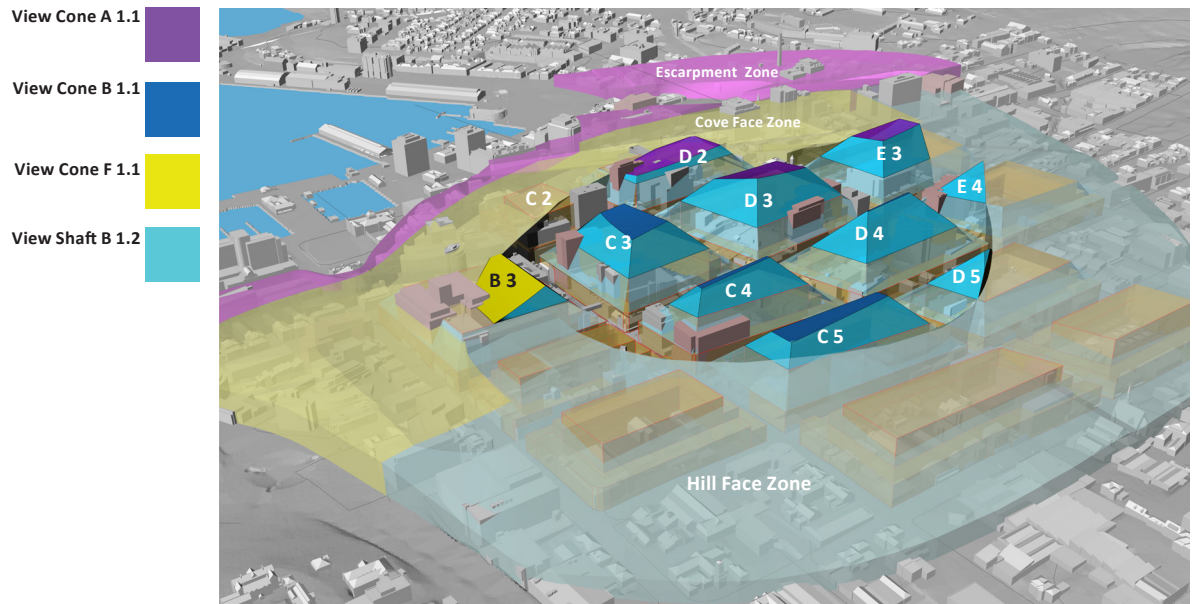 View Cone A 1.1
View Cone B 1.1
View Cone F 1.1
View Shaft B 1.2
Escarpment Zone
Cove Face Zone
D 2
E 3
E 4
C 2
D 3
D 4
C 3
B 3
C 4
D 5
C 5
Hill Face Zone